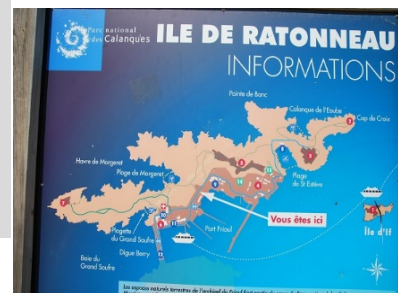 Parc national
des Calanques
ILE DE RATONNEAU
INFORMATIONS
Pointe de Banc
Calanque de l'Eoube
Cap de Croix
Havre de Morgeret
Plage de Morgeret
Plage
de St Estève
Vous êtes ici
Port Frioul
Île d'If
Plagette
du Grand Soufre
Digue Berry
Baie du
Grand Soufre